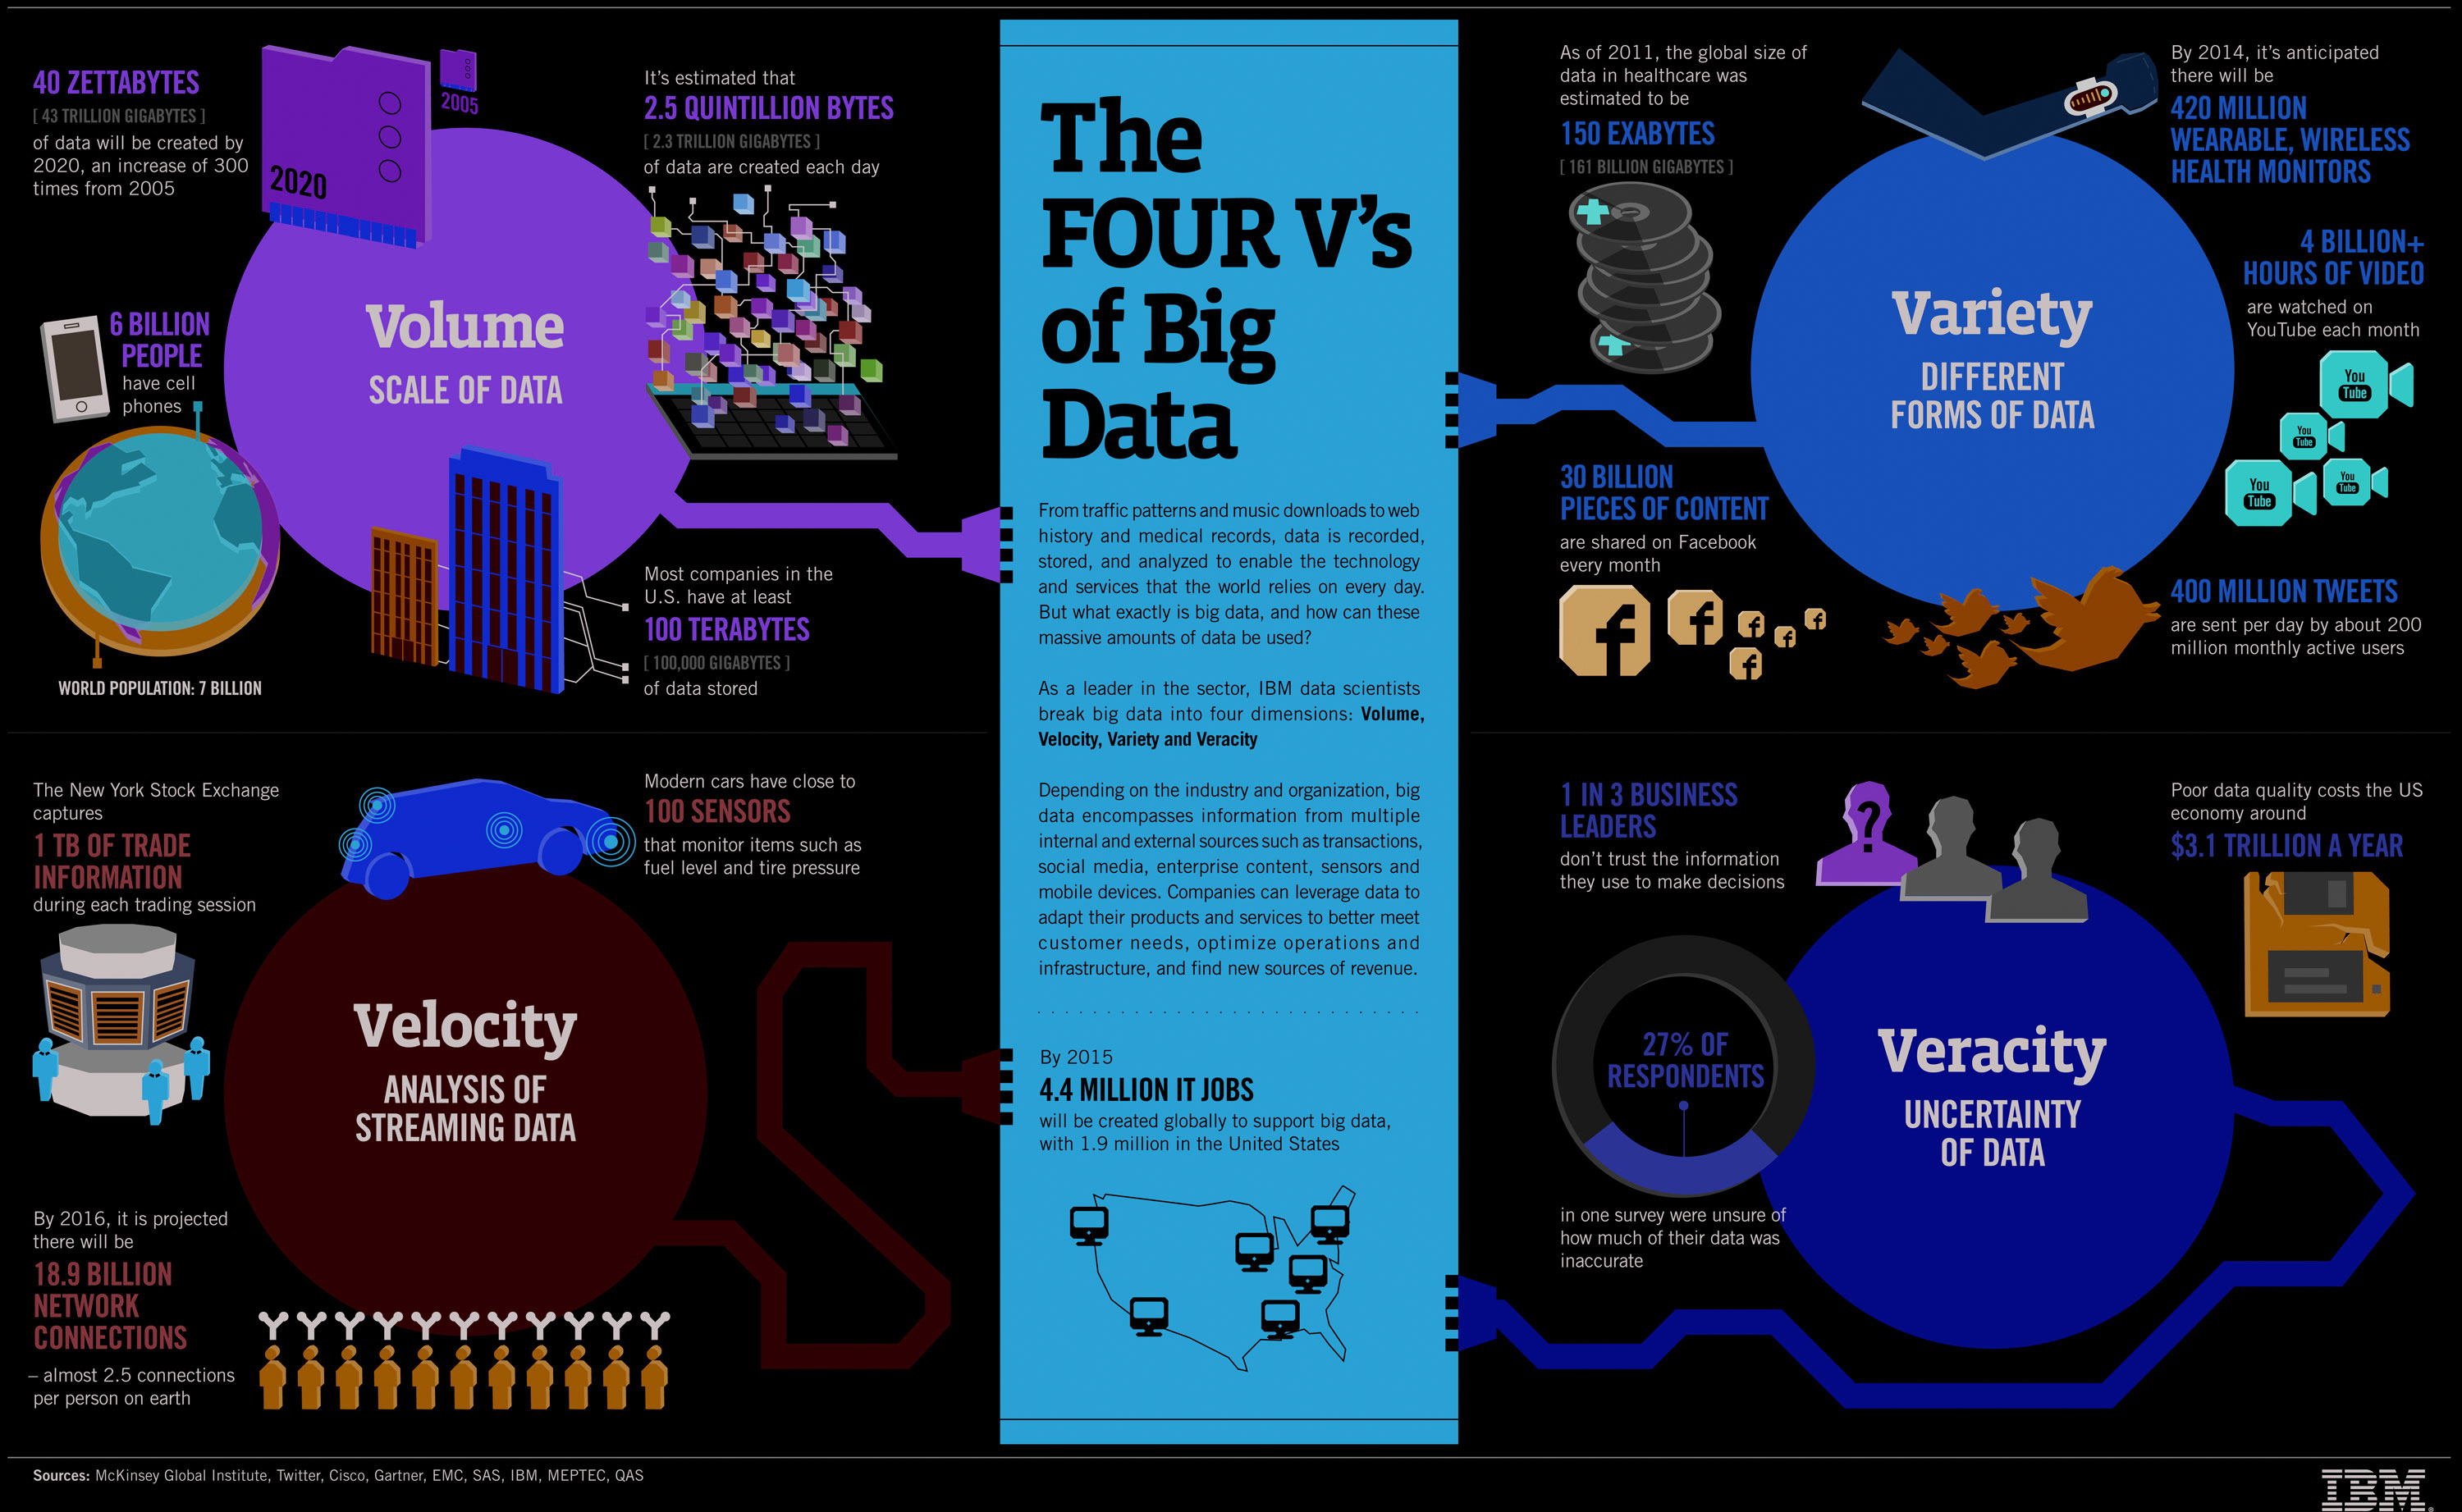 40 ZETTABYTES
[ 43 TRILLION GIGABYTES ]
of data will be created by
2020, an increase of 300
times from 2005
2020
2005
It’s estimated that
2.5 QUINTILLION BYTES
[ 2.3 TRILLION GIGABYTES ]
of data are created each day
6 BILLION
PEOPLE
have cell
phones
WORLD POPULATION: 7 BILLION
Volume
SCALE OF DATA
Most companies in the
U.S. have at least
100 TERABYTES
[ 100,000 GIGABYTES ]
of data stored
The
FOUR V’s
of Big
Data
From traffic patterns and music downloads to web
history and medical records, data is recorded,
stored, and analyzed to enable the technology
and services that the world relies on every day.
But what exactly is big data, and how can these
massive amounts of data be used?
As a leader in the sector, IBM data scientists
break big data into four dimensions: Volume,
Velocity, Variety and Veracity
Depending on the industry and organization, big
data encompasses information from multiple
internal and external sources such as transactions,
social media, enterprise content, sensors and
mobile devices. Companies can leverage data to
adapt their products and services to better meet
customer needs, optimize operations and
infrastructure, and find new sources of revenue.
By 2015
4.4 MILLION IT JOBS
will be created globally to support big data,
with 1.9 million in the United States
As of 2011, the global size of
data in healthcare was
estimated to be
150 EXABYTES
[ 161 BILLION GIGABYTES ]
By 2014, it’s anticipated
there will be
420 MILLION
WEARABLE, WIRELESS
HEALTH MONITORS
4 BILLION+
HOURS OF VIDEO
are watched on
YouTube each month
You
Tube
You
Tube
You
Tube
You
Tube
Variety
DIFFERENT
FORMS OF DATA
30 BILLION
PIECES OF CONTENT
are shared on Facebook
every month
f
f
f
f
f
f
400 MILLION TWEETS
are sent per day by about 200
million monthly active users
The New York Stock Exchange
captures
1 TB OF TRADE
INFORMATION
during each trading session
Modern cars have close to
100 SENSORS
that monitor items such as
fuel level and tire pressure
Velocity
ANALYSIS OF
STREAMING DATA
By 2016, it is projected
there will be
18.9 BILLION
NETWORK
CONNECTIONS
– almost 2.5 connections
per person on earth
1 IN 3 BUSINESS
LEADERS
don’t trust the information
they use to make decisions
?
Poor data quality costs the US
economy around
$3.1 TRILLION A YEAR
27% OF
RESPONDENTS
in one survey were unsure of
how much of their data was
inaccurate
Veracity
UNCERTAINTY
OF DATA
Sources: McKinsey Global Institute, Twitter, Cisco, Gartner, EMC, SAS, IBM, MEPTEC, QAS
IBM®